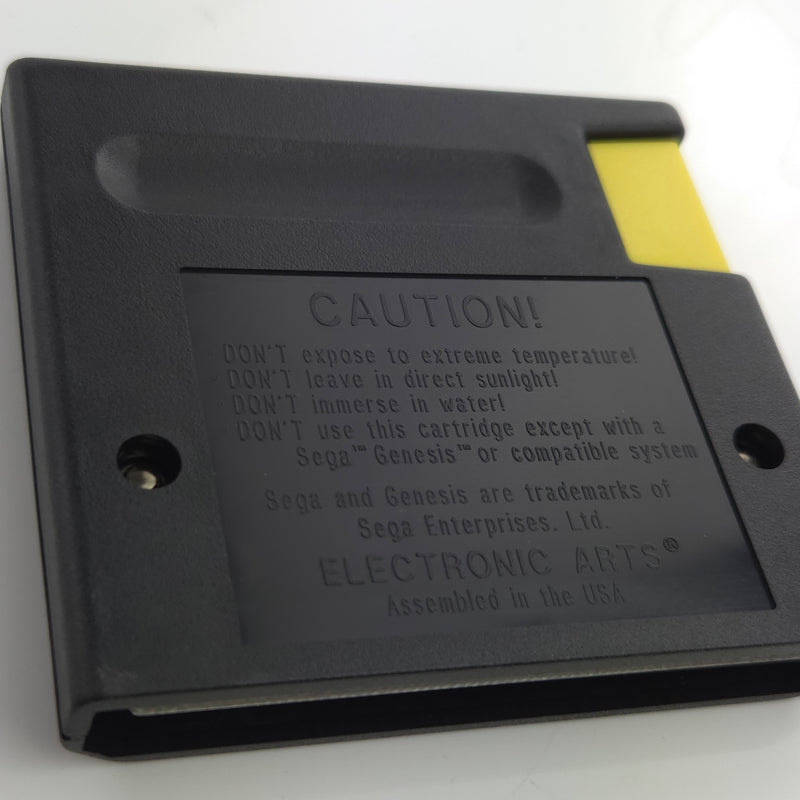 CAUTION!
DON'T expose to extreme temperature!
DON'T leave in direct sunlight!
DON'T immerse in water!
DON'T use this cartridge except with a
Sega™ Genesis™ or compatible system
Sega and Genesis are trademarks of
Sega Enterprises. Ltd.
ELECTRONIC ARTS®
Assembled in the USA